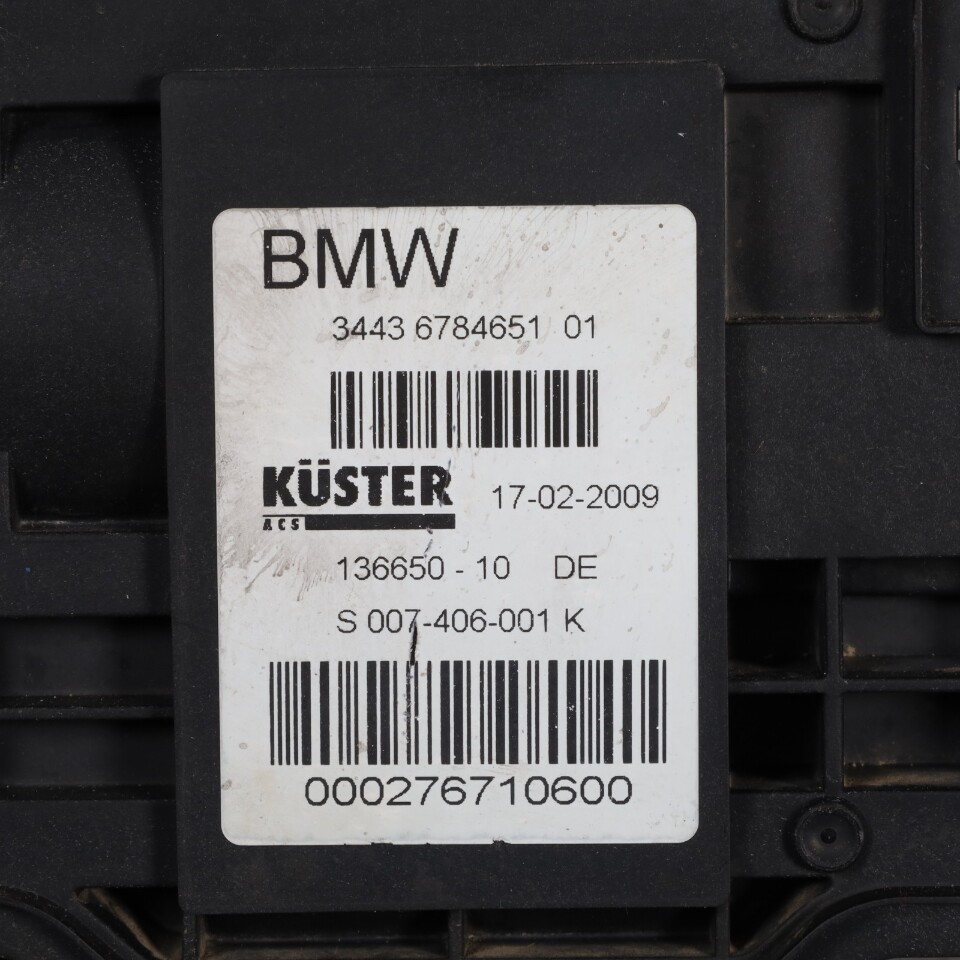 BMW
3443 6784651 01
KÜSTER
ACS
17-02-2009
136650 - 10 DE
S 007-406-001 K
000276710600